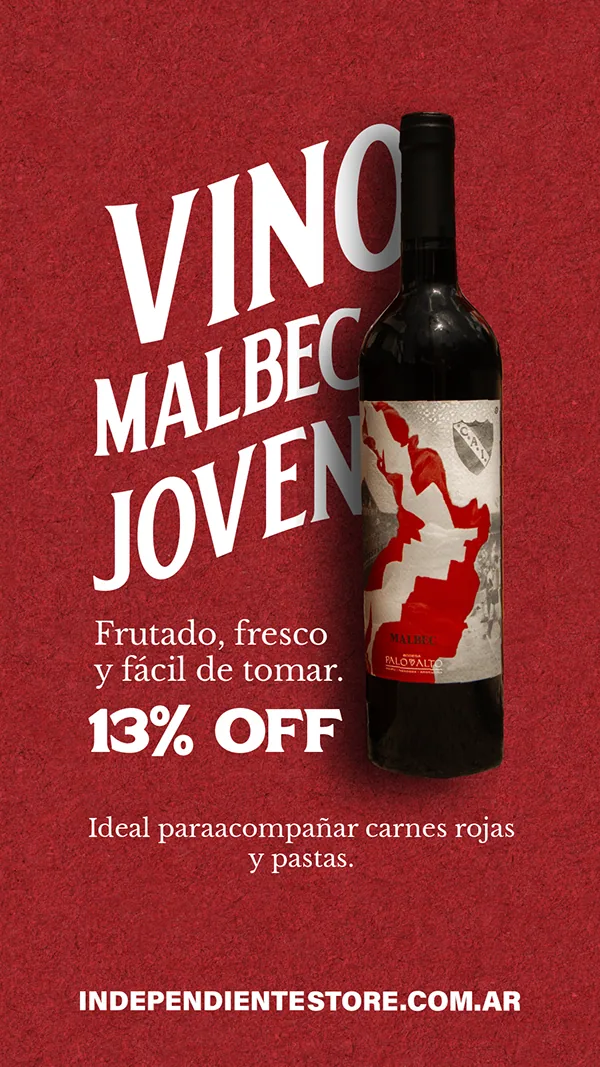 VINO
MALBEC
JOVEN
C.A.I.
Frutado, fresco
y fácil de tomar.
MALBEC
PALO ALTO
13% OFF
Ideal paraacompañar carnes rojas
y pastas.
INDEPENDIENTESTORE.COM.AR